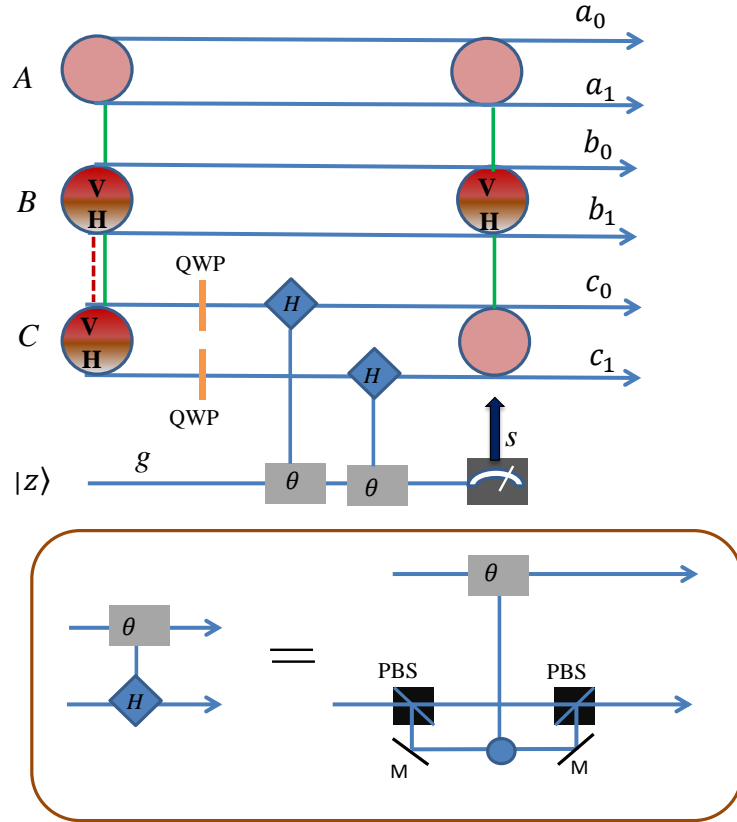 a₀
A
a₁
b₀
V
V
B
H
H
b₁
QWP
H
c₀
C
V
H
H
c₁
QWP
g
s
|z⟩
θ
θ
θ
θ
=
PBS
PBS
H
M
M